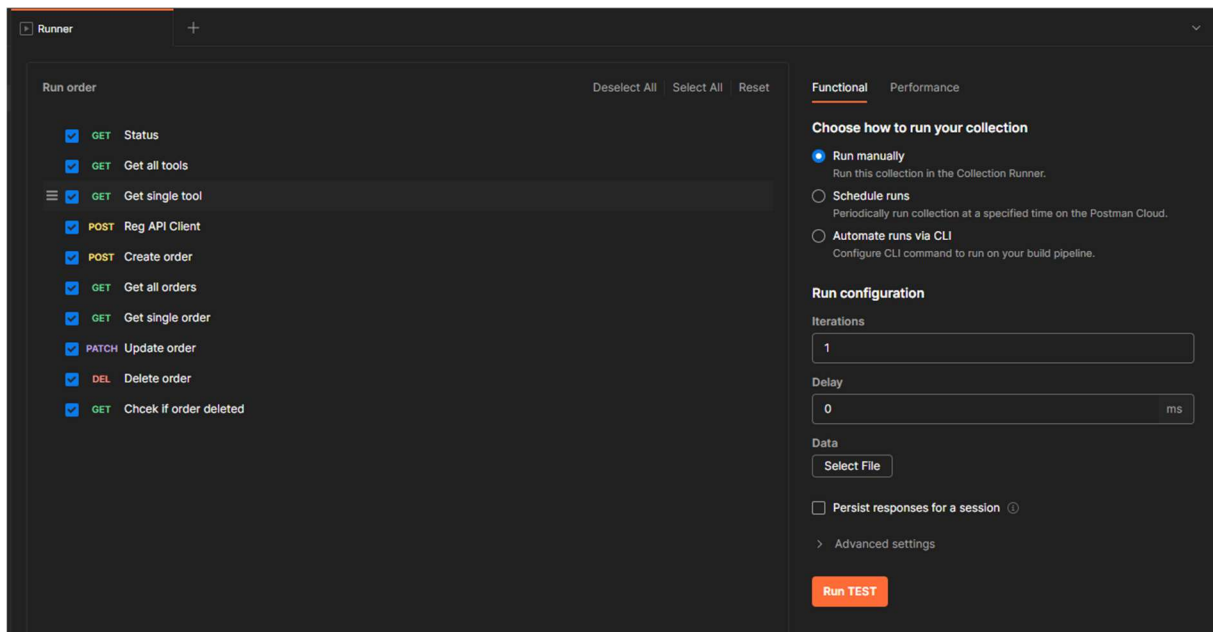 Runner
Run order
Deselect All Select All Reset
GET Status
GET Get all tools
GET Get single tool
POST Reg API Client
POST Create order
GET Get all orders
GET Get single order
PATCH Update order
DEL Delete order
GET Chcek if order deleted
Functional Performance
Choose how to run your collection
Run manually
Run this collection in the Collection Runner.
Schedule runs
Periodically run collection at a specified time on the Postman Cloud.
Automate runs via CLI
Configure CLI command to run on your build pipeline.
Run configuration
Iterations
1
Delay
0 ms
Data
Select File
Persist responses for a session
Advanced settings
Run TEST